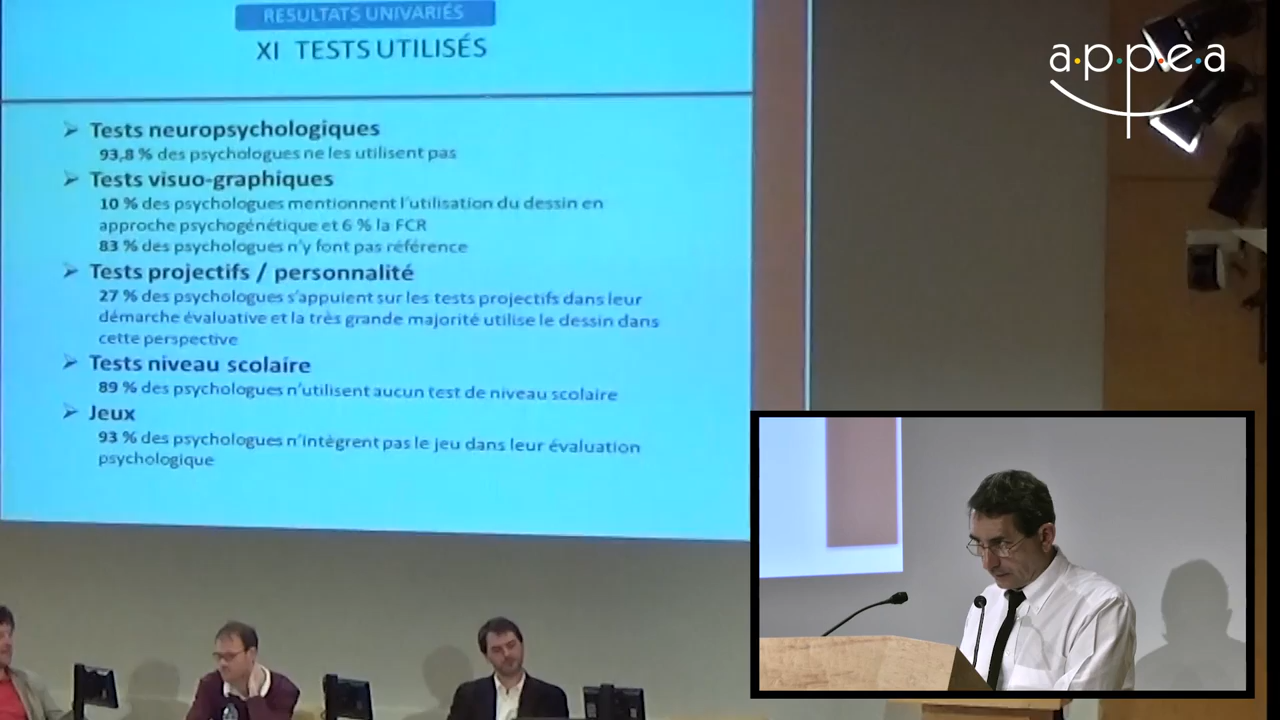 RESULTATS UNIVARIÉS
XI TESTS UTILISÉS
a·p·p·e·a
Tests neuropsychologiques
93,8 % des psychologues ne les utilisent pas
Tests visuo-graphiques
10 % des psychologues mentionnent l'utilisation du dessin en
approche psychogénétique et 6 % la FCR
83 % des psychologues n'y font pas référence
Tests projectifs / personnalité
27 % des psychologues s'appuient sur les tests projectifs dans leur
démarche évaluative et la très grande majorité utilise le dessin dans
cette perspective
Tests niveau scolaire
89 % des psychologues n'utilisent aucun test de niveau scolaire
Jeux
93 % des psychologues n'intègrent pas le jeu dans leur évaluation
psychologique